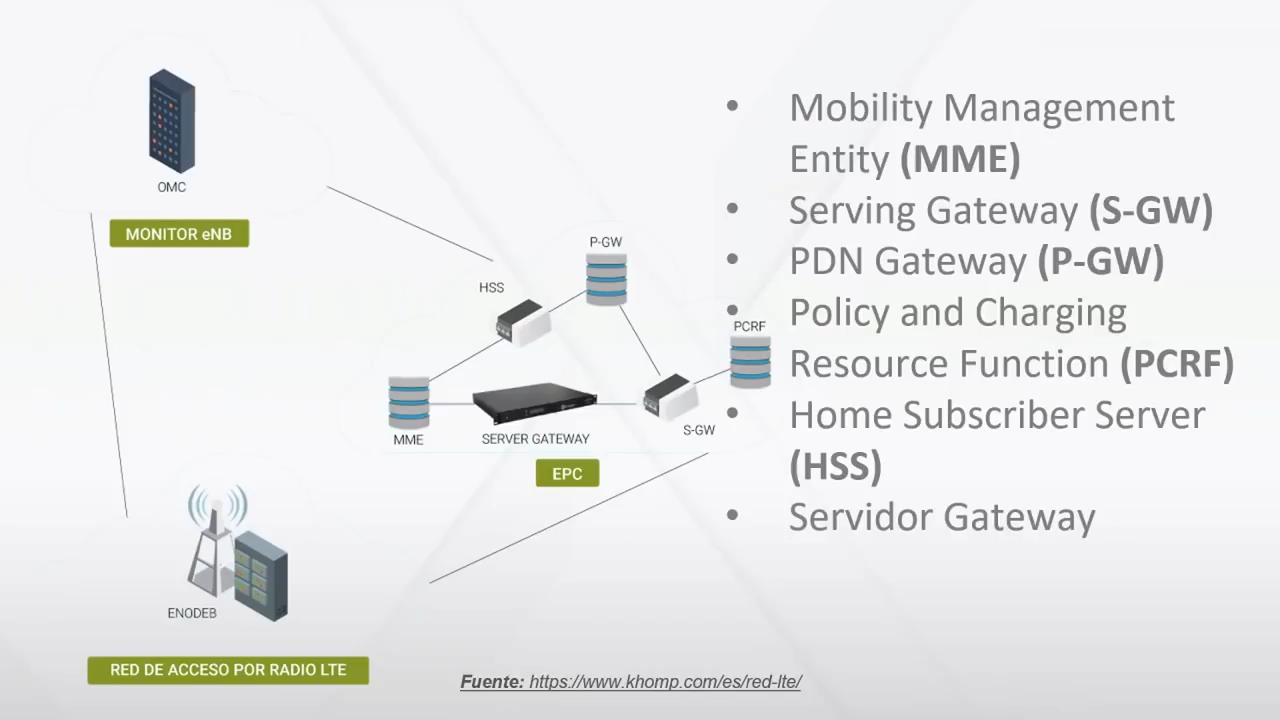 OMC
MONITOR eNB
P-GW
HSS
PCRF
MME
SERVER GATEWAY
S-GW
EPC
ENODEB
RED DE ACCESO POR RADIO LTE
• Mobility Management
Entity (MME)
• Serving Gateway (S-GW)
• PDN Gateway (P-GW)
• Policy and Charging
Resource Function (PCRF)
• Home Subscriber Server
(HSS)
• Servidor Gateway
Fuente: https://www.khomp.com/es/red-lte/